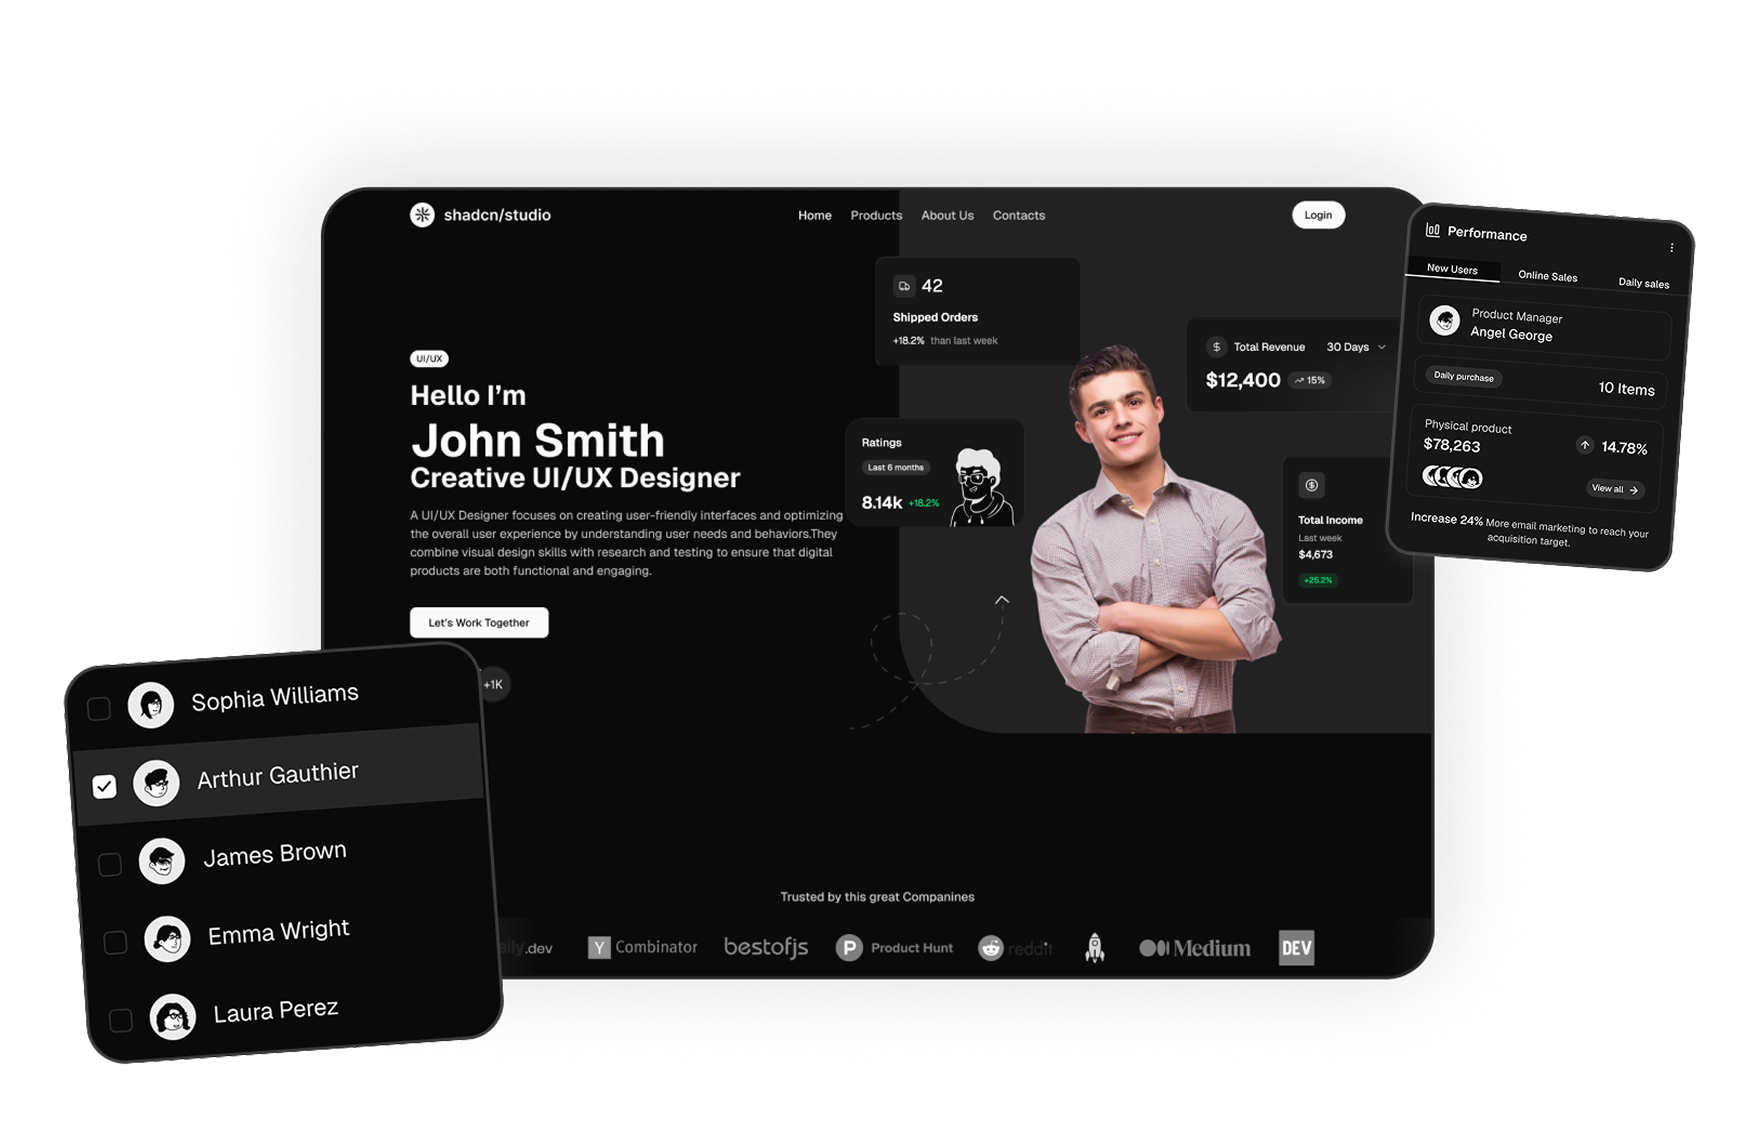 shadcn/studio
Home
Products
About Us
Contacts
Login
42
Shipped Orders
+18.2% than last week
Total Revenue
30 Days
$12,400
15%
UI/UX
Hello I’m
John Smith
Creative UI/UX Designer
A UI/UX Designer focuses on creating user-friendly interfaces and optimizing
the overall user experience by understanding user needs and behaviors.They
combine visual design skills with research and testing to ensure that digital
products are both functional and engaging.
Let's Work Together
+1K
Ratings
Last 6 months
8.14k +18.2%
Total Income
Last week
$4,673
+25.2%
Performance
New Users
Online Sales
Daily sales
Product Manager
Angel George
Daily purchase
10 Items
Physical product
$78,263
14.78%
View all
Increase 24% More email marketing to reach your
acquisition target.
Sophia Williams
Arthur Gauthier
James Brown
Emma Wright
Laura Perez
Trusted by this great Companines
.dev
Y Combinator
bestofjs
P Product Hunt
reddit
Medium
DEV